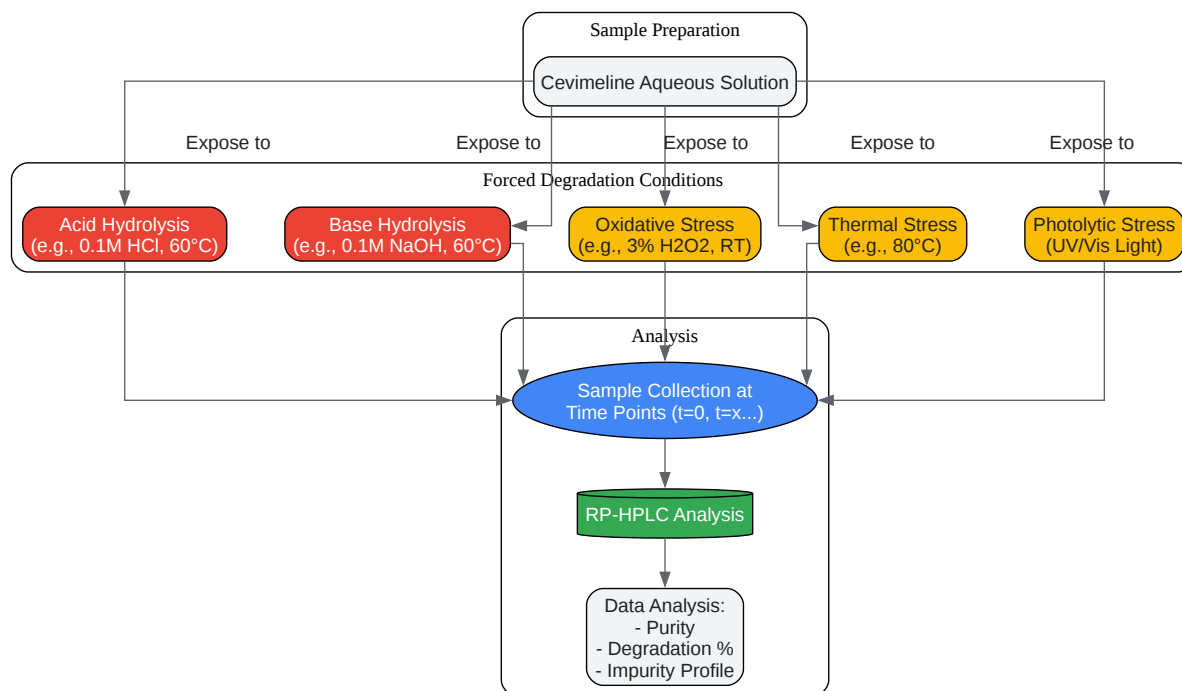 Sample Preparation
Cevimeline Aqueous Solution
Expose to
Expose to
Expose to
Expose to
Expose to
Forced Degradation Conditions
Acid Hydrolysis
(e.g., 0.1M HCl, 60°C)
Base Hydrolysis
(e.g., 0.1M NaOH, 60°C)
Oxidative Stress
(e.g., 3% H2O2, RT)
Thermal Stress
(e.g., 80°C)
Photolytic Stress
(UV/Vis Light)
Analysis
Sample Collection at
Time Points (t=0, t=x...)
RP-HPLC Analysis
Data Analysis:
- Purity
- Degradation %
- Impurity Profile